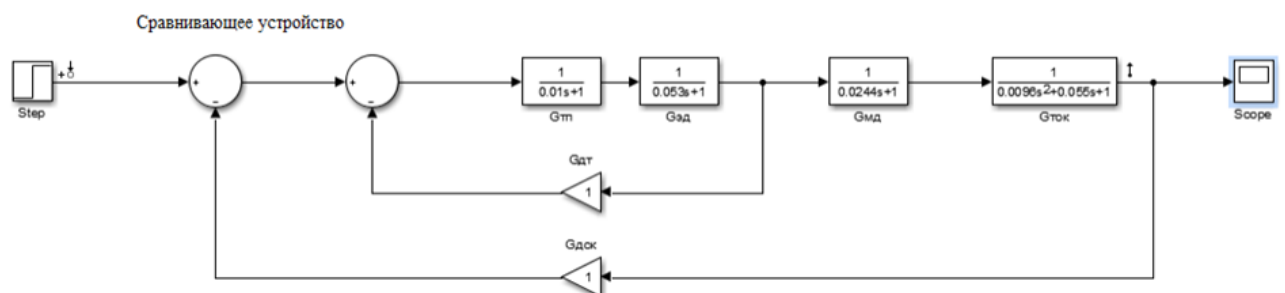 Сравнивающее устройство
Step
+
-
+
-
1
0.01s+1
Gтп
1
0.053s+1
Gэд
1
0.0244s+1
Gмд
1
0.0096s2+0.055s+1
Gток
Scope
Gдт
1
Gдск
1